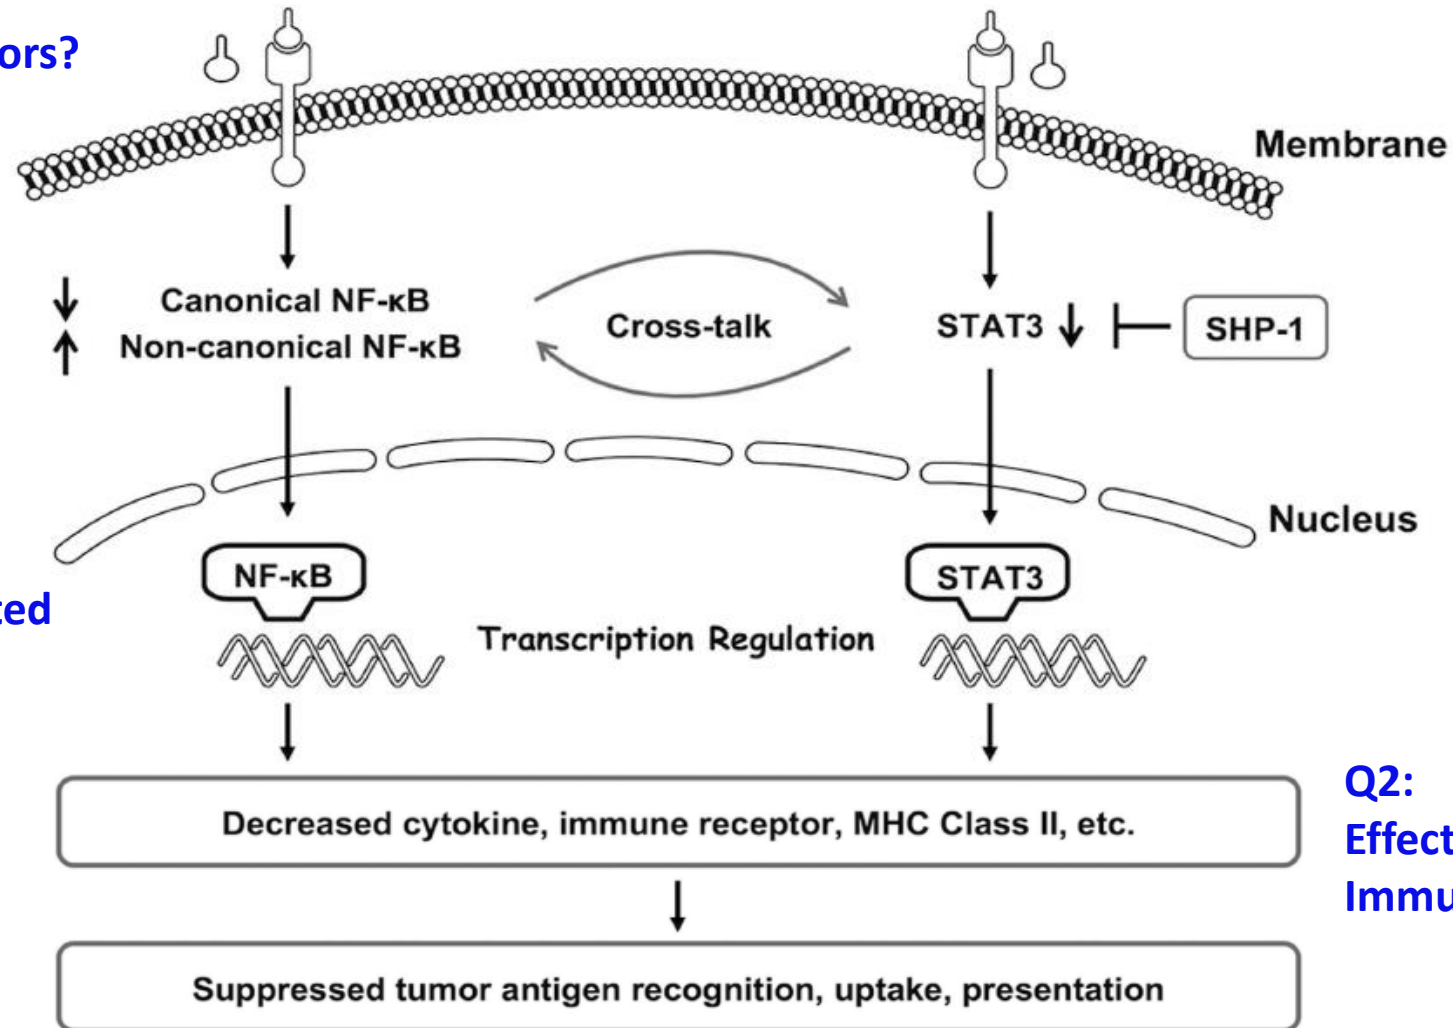 ors?
Membrane
Canonical NF-κB
Non-canonical NF-κB
Cross-talk
STAT3
SHP-1
Nucleus
NF-κB
STAT3
ted
Transcription Regulation
Decreased cytokine, immune receptor, MHC Class II, etc.
Q2:
Effect
Immu
Suppressed tumor antigen recognition, uptake, presentation